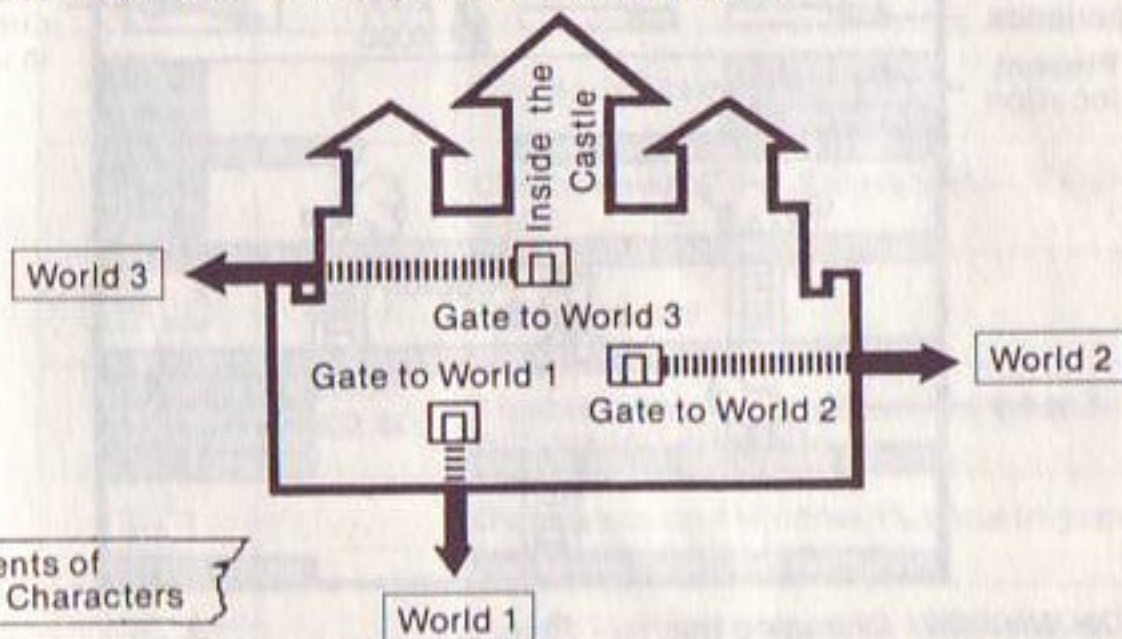 Inside the
Castle
World 3
Gate to World 3
Gate to World 1
World 2
Gate to World 2
of
Characters
World 1